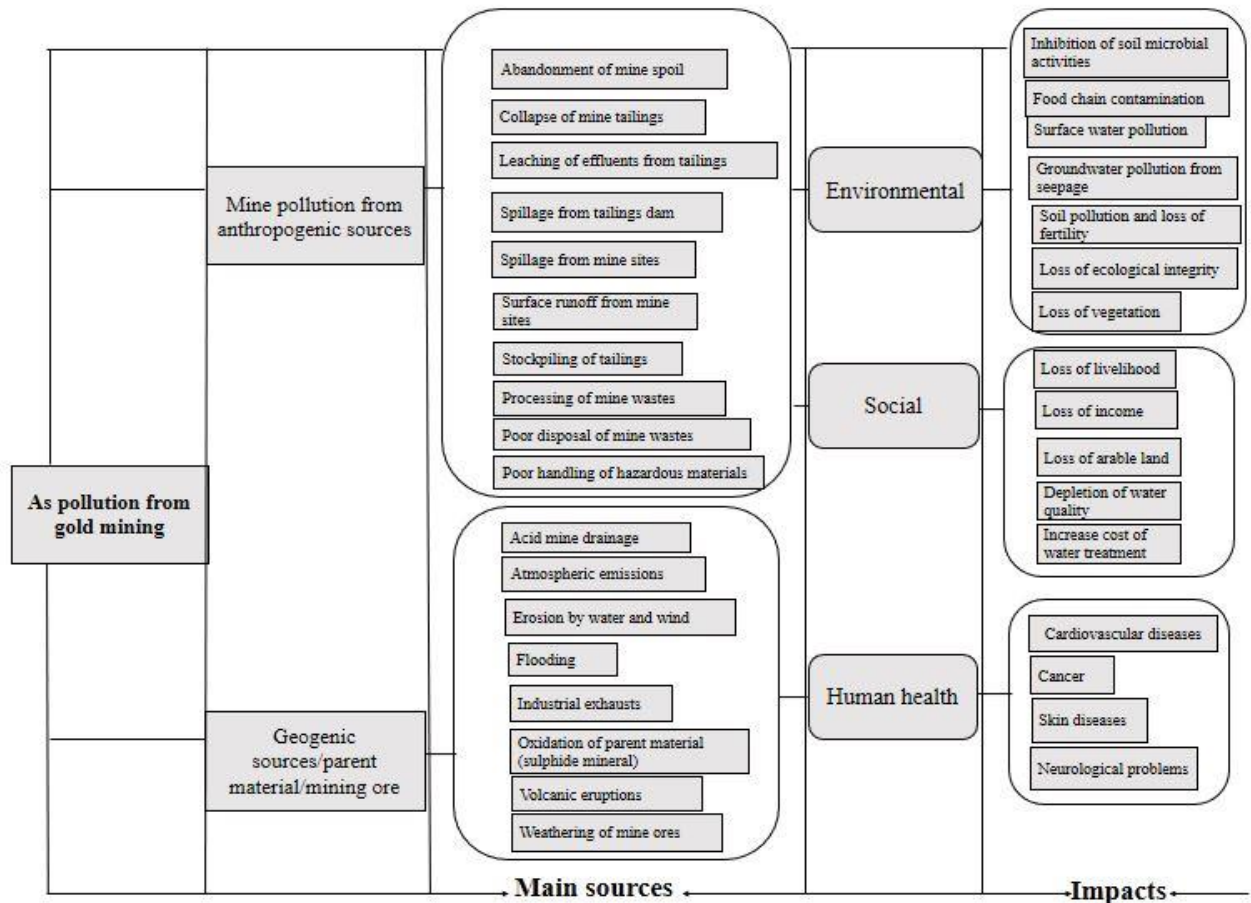 As pollution from
gold mining
Mine pollution from
anthropogenic sources
Geogenic
sources/parent
material/mining ore
Abandonment of mine spoil
Collapse of mine tailings
Leaching of effluents from tailings
Spillage from tailings dam
Spillage from mine sites
Surface runoff from mine
sites
Stockpiling of tailings
Processing of mine wastes
Poor disposal of mine wastes
Poor handling of hazardous materials
Acid mine drainage
Atmospheric emissions
Erosion by water and wind
Flooding
Industrial exhausts
Oxidation of parent material
(sulphide mineral)
Volcanic eruptions
Weathering of mine ores
Environmental
Social
Human health
Inhibition of soil microbial
activities
Food chain contamination
Surface water pollution
Groundwater pollution from
seepage
Soil pollution and loss of
fertility
Loss of ecological integrity
Loss of vegetation
Loss of livelihood
Loss of income
Loss of arable land
Depletion of water
quality
Increase cost of
water treatment
Cardiovascular diseases
Cancer
Skin diseases
Neurological problems
Main sources
Impacts